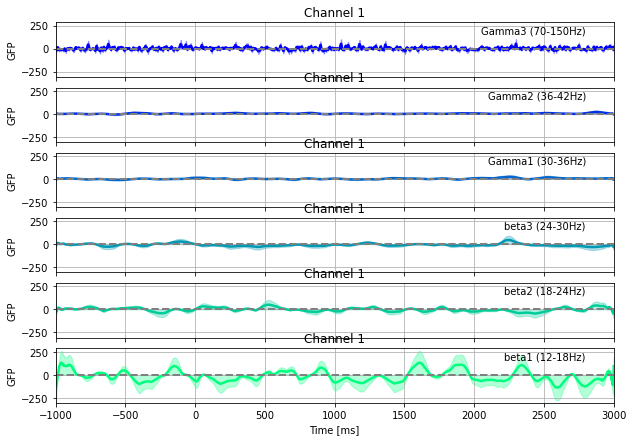 Channel 1
GFP
250
0
−250
Gamma3 (70-150Hz)
Channel 1
GFP
250
0
−250
Gamma2 (36-42Hz)
Channel 1
GFP
250
0
−250
Gamma1 (30-36Hz)
Channel 1
GFP
250
0
−250
beta3 (24-30Hz)
Channel 1
GFP
250
0
−250
beta2 (18-24Hz)
Channel 1
GFP
250
0
−250
beta1 (12-18Hz)
−1000 −500 0 500 1000 1500 2000 2500 3000
Time [ms]